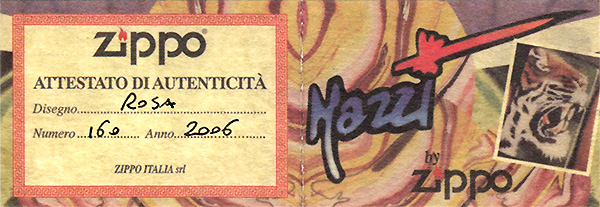 Zippo®
ATTESTATO DI AUTENTICITÀ
Disegno ROSA
Numero 160 Anno 2006
ZIPPO ITALIA srl
Mazzi
by
Zippo